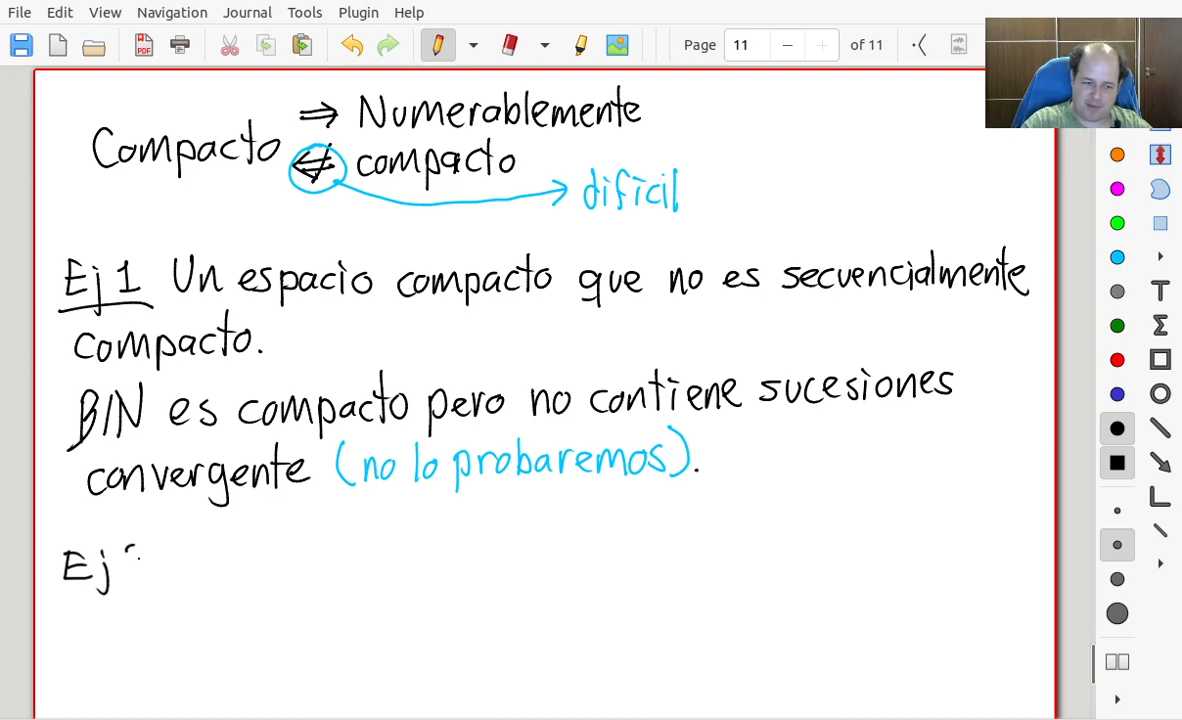 File Edit View Navigation Journal Tools Plugin Help
Page 11 of 11
Compacto ⇒ Numerablemente
⇍ compacto
→ difícil
Ej 1 Un espacio compacto que no es secuencialmente
compacto.
βIN es compacto pero no contiene sucesiones
convergente (no lo probaremos).
Ej